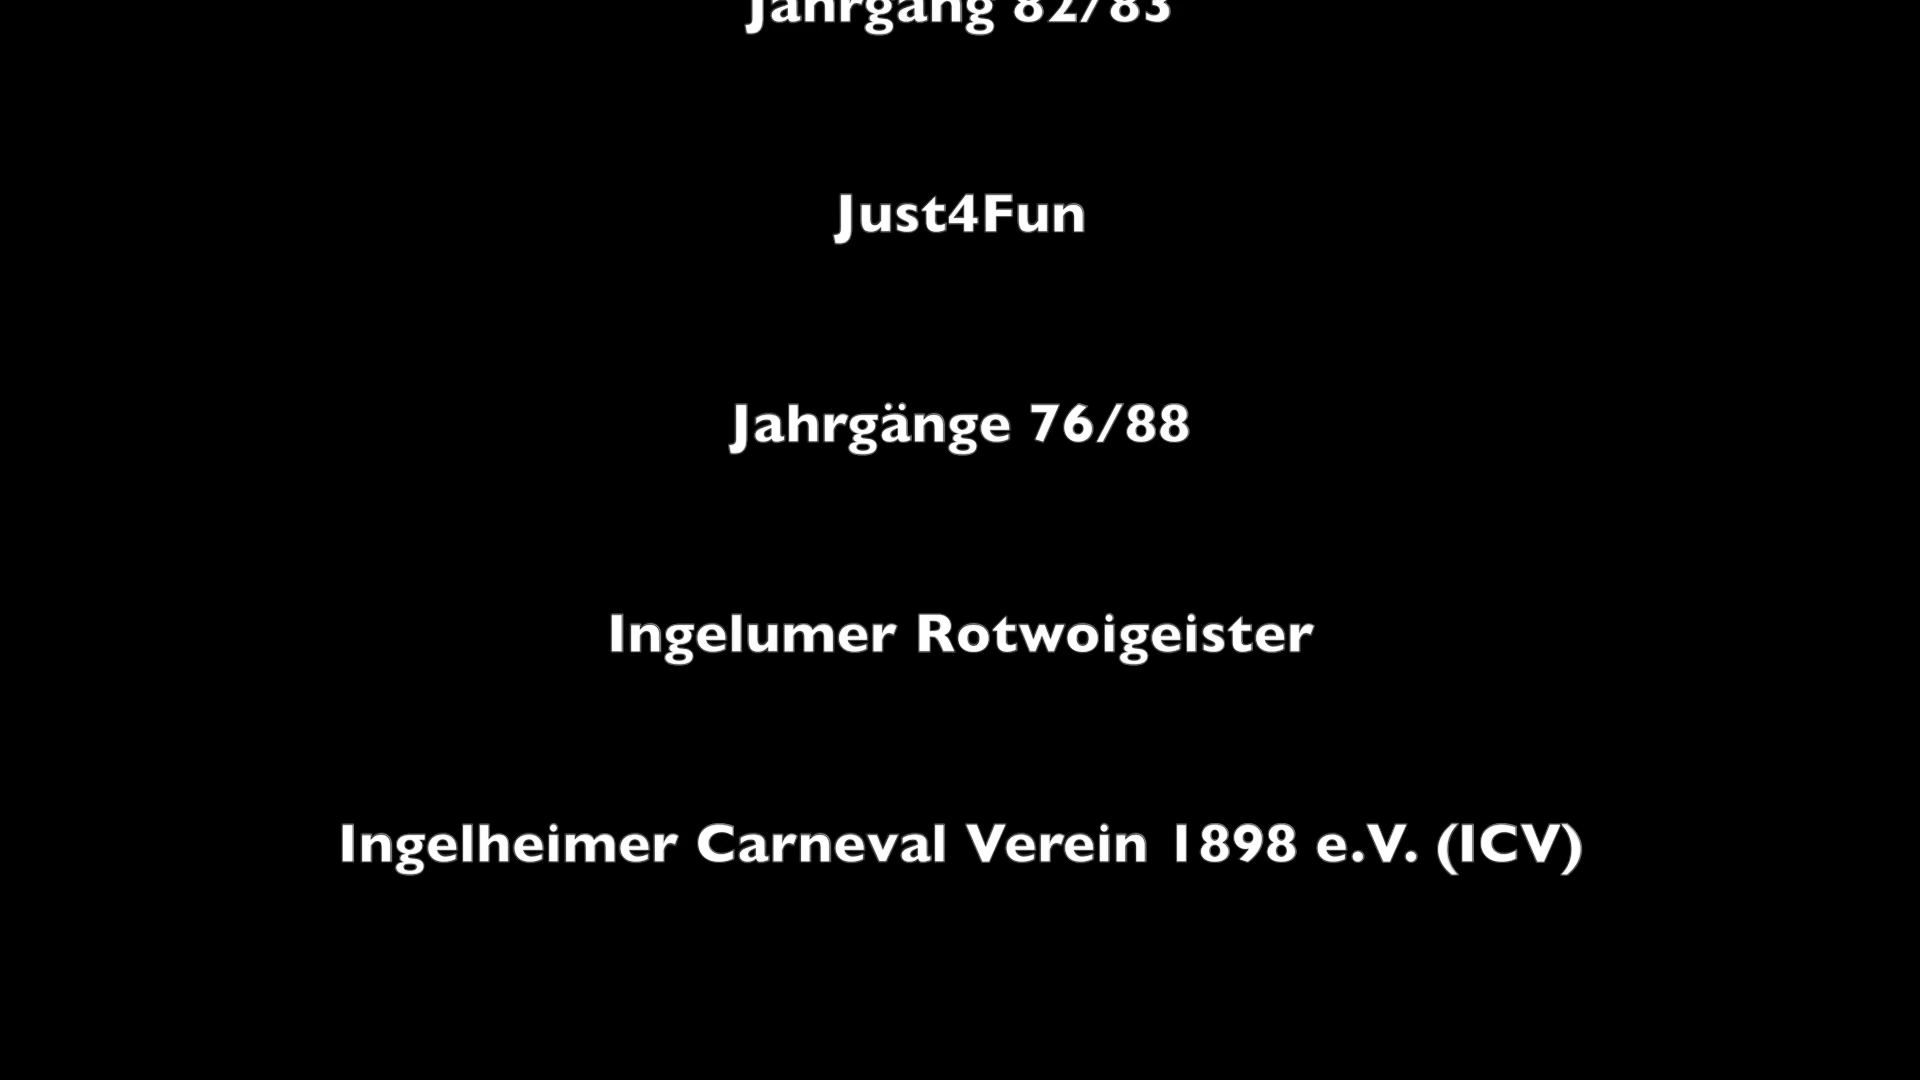 Jahrgang 82/83
Just4Fun
Jahrgänge 76/88
Ingelumer Rotwoigeister
Ingelheimer Carneval Verein 1898 e.V. (ICV)